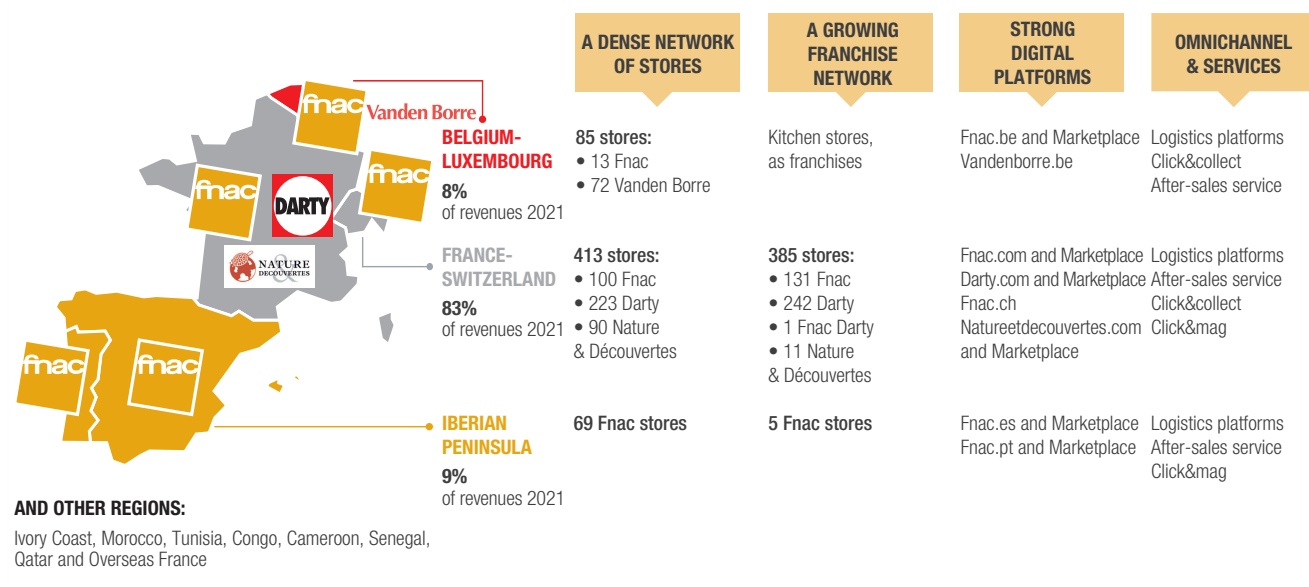 A DENSE NETWORK
OF STORES
A GROWING
FRANCHISE
NETWORK
STRONG
DIGITAL
PLATFORMS
OMNICHANNEL
& SERVICES
fnac
Vanden Borre
fnac
fnac
DARTY
NATURE
&
DECOUVERTES
fnac
fnac
BELGIUM-
LUXEMBOURG
8%
of revenues 2021
85 stores:
• 13 Fnac
• 72 Vanden Borre
Kitchen stores,
as franchises
Fnac.be and Marketplace
Vandenborre.be
Logistics platforms
Click&collect
After-sales service
FRANCE-
SWITZERLAND
83%
of revenues 2021
413 stores:
• 100 Fnac
• 223 Darty
• 90 Nature
& Découvertes
385 stores:
• 131 Fnac
• 242 Darty
• 1 Fnac Darty
• 11 Nature
& Découvertes
Fnac.com and Marketplace
Darty.com and Marketplace
Fnac.ch
Natureetdecouvertes.com
and Marketplace
Logistics platforms
After-sales service
Click&collect
Click&mag
IBERIAN
PENINSULA
9%
of revenues 2021
69 Fnac stores
5 Fnac stores
Fnac.es and Marketplace
Fnac.pt and Marketplace
Logistics platforms
After-sales service
Click&mag
AND OTHER REGIONS:
Ivory Coast, Morocco, Tunisia, Congo, Cameroon, Senegal,
Qatar and Overseas France